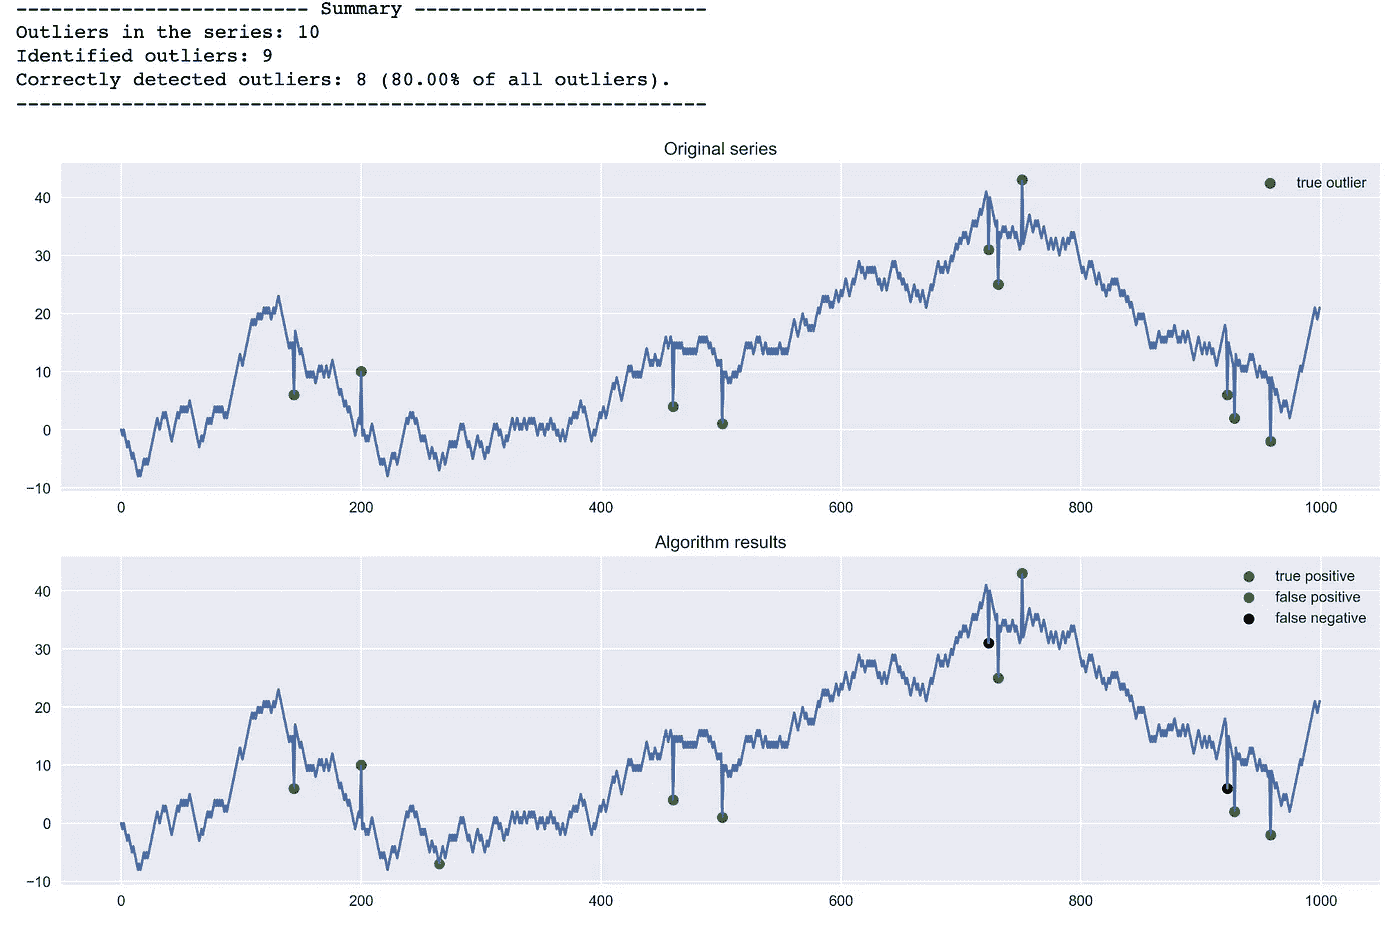 ------------------------- Summary -------------------------
Outliers in the series: 10
Identified outliers: 9
Correctly detected outliers: 8 (80.00% of all outliers).
-----------------------------------------------------------
Original series
true outlier
40
30
20
10
0
−10
0 200 400 600 800 1000
Algorithm results
true positive
false positive
false negative
40
30
20
10
0
−10
0 200 400 600 800 1000